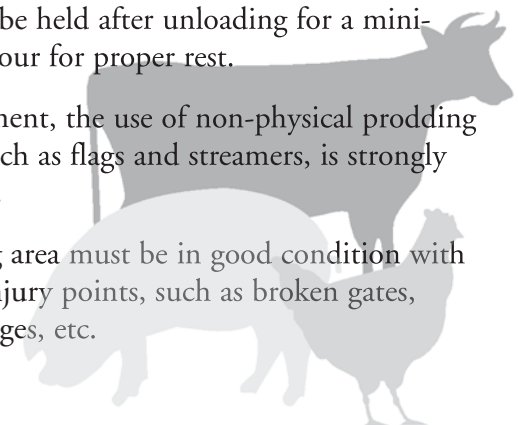 be held after unloading for a mini-
our for proper rest.
nent, the use of non-physical prodding
ch as flags and streamers, is strongly
area must be in good condition with
njury points, such as broken gates,
ges, etc.